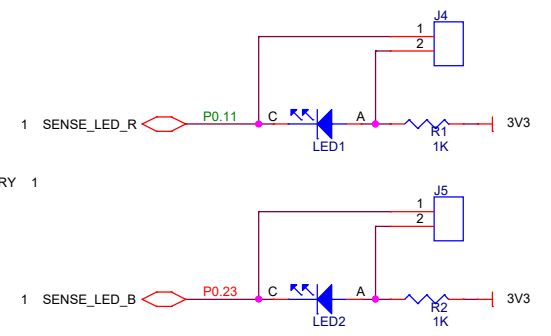 J4
1
2
1 SENSE_LED_R P0.11 C A 3V3
LED1 R1
1K
RY 1
J5
1
2
1 SENSE_LED_B P0.23 C A 3V3
LED2 R2
1K